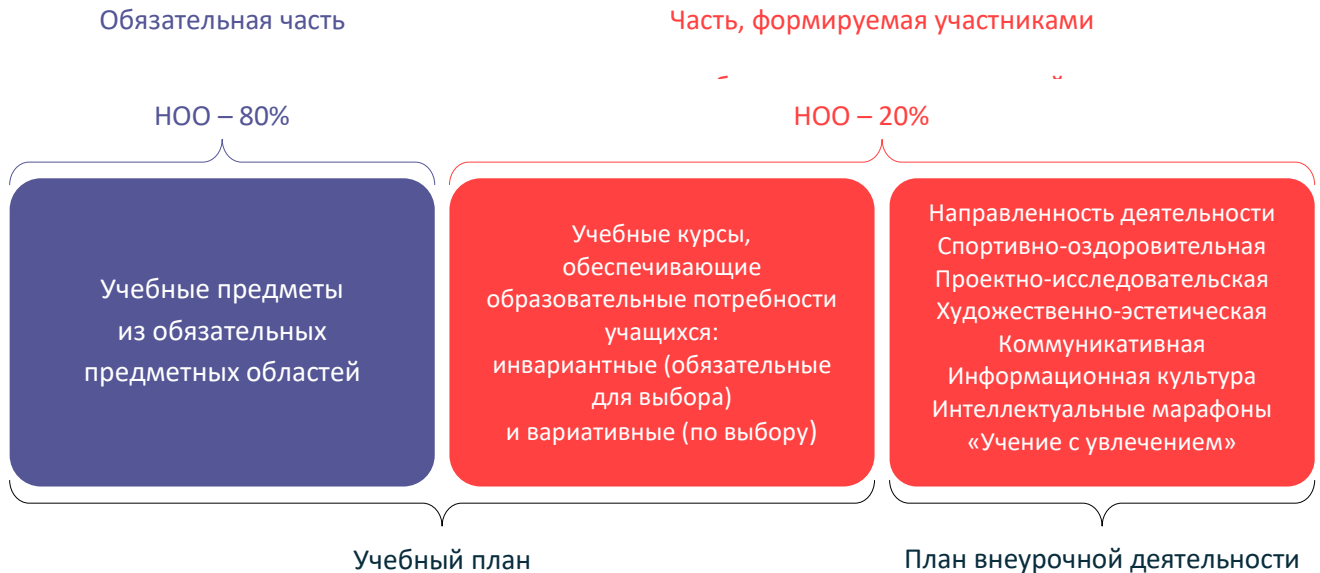 Обязательная часть
Часть, формируемая участниками
НОО – 80%
НОО – 20%
Учебные предметы
из обязательных
предметных областей
Учебные курсы,
обеспечивающие
образовательные потребности
учащихся:
инвариантные (обязательные
для выбора)
и вариативные (по выбору)
Направленность деятельности
Спортивно-оздоровительная
Проектно-исследовательская
Художественно-эстетическая
Коммуникативная
Информационная культура
Интеллектуальные марафоны
«Учение с увлечением»
Учебный план
План внеурочной деятельности